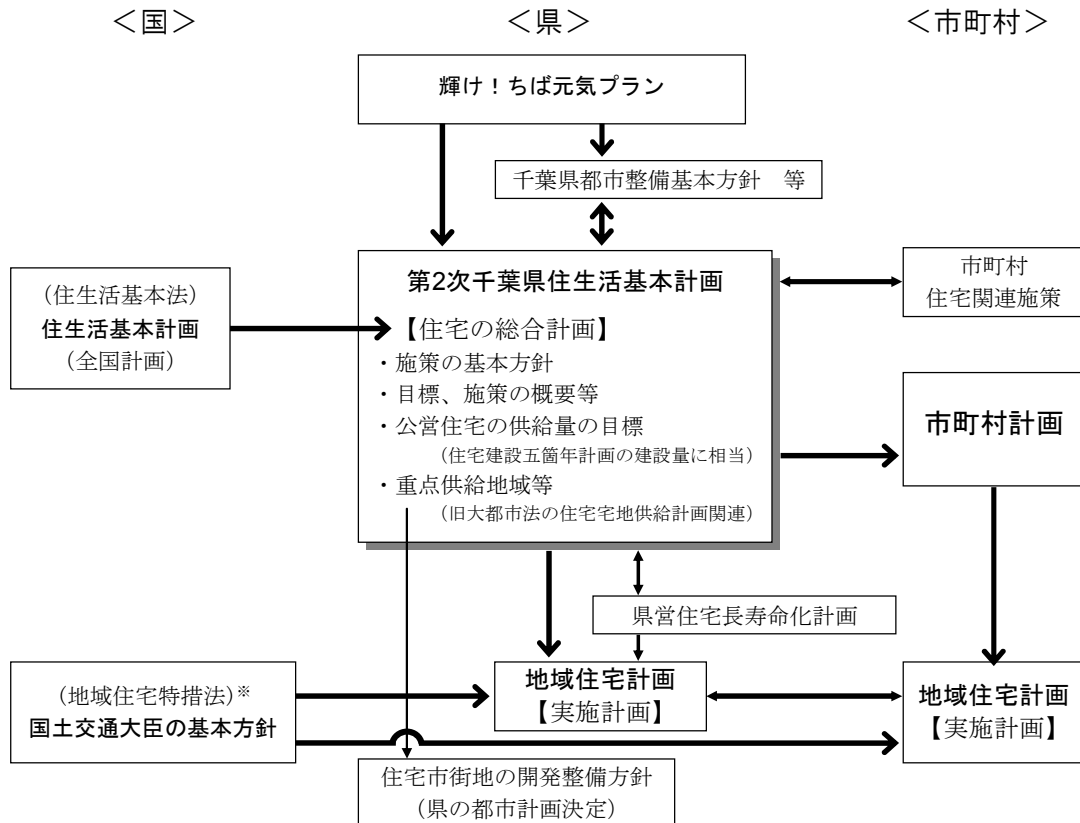 ＜国＞
＜県＞
＜市町村＞
輝け！ちば元気プラン
千葉県都市整備基本方針　等
第2次千葉県住生活基本計画
【住宅の総合計画】
・施策の基本方針
・目標、施策の概要等
・公営住宅の供給量の目標
（住宅建設五箇年計画の建設量に相当）
・重点供給地域等
（旧大都市法の住宅宅地供給計画関連）
（住生活基本法）
住生活基本計画
（全国計画）
市町村
住宅関連施策
市町村計画
県営住宅長寿命化計画
（地域住宅特措法）※
国土交通大臣の基本方針
地域住宅計画
【実施計画】
地域住宅計画
【実施計画】
住宅市街地の開発整備方針
（県の都市計画決定）